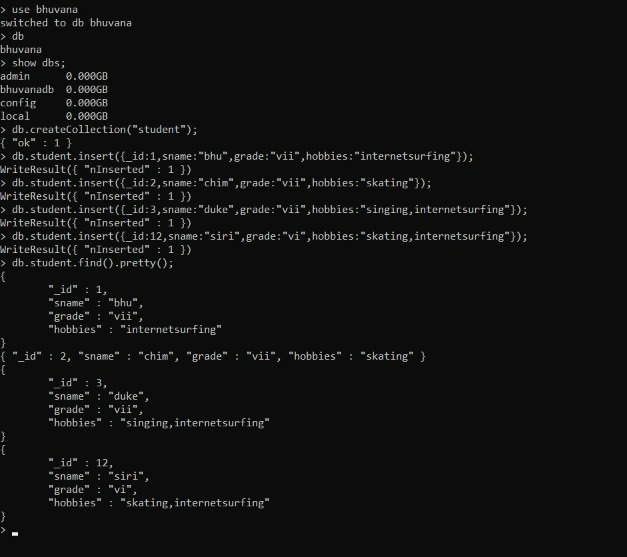 > use bhuvana
switched to db bhuvana
> db
bhuvana
> show dbs;
admin      0.000GB
bhuvanadb  0.000GB
config     0.000GB
local      0.000GB
> db.createCollection("student");
{ "ok" : 1 }
> db.student.insert({_id:1,sname:"bhu",grade:"vii",hobbies:"internetsurfing"});
WriteResult({ "nInserted" : 1 })
> db.student.insert({_id:2,sname:"chim",grade:"vii",hobbies:"skating"});
WriteResult({ "nInserted" : 1 })
> db.student.insert({_id:3,sname:"duke",grade:"vii",hobbies:"singing,internetsurfing"});
WriteResult({ "nInserted" : 1 })
> db.student.insert({_id:12,sname:"siri",grade:"vi",hobbies:"skating,internetsurfing"});
WriteResult({ "nInserted" : 1 })
> db.student.find().pretty();
{
        "_id" : 1,
        "sname" : "bhu",
        "grade" : "vii",
        "hobbies" : "internetsurfing"
}
{ "_id" : 2, "sname" : "chim", "grade" : "vii", "hobbies" : "skating" }
{
        "_id" : 3,
        "sname" : "duke",
        "grade" : "vii",
        "hobbies" : "singing,internetsurfing"
}
{
        "_id" : 12,
        "sname" : "siri",
        "grade" : "vi",
        "hobbies" : "skating,internetsurfing"
}
>